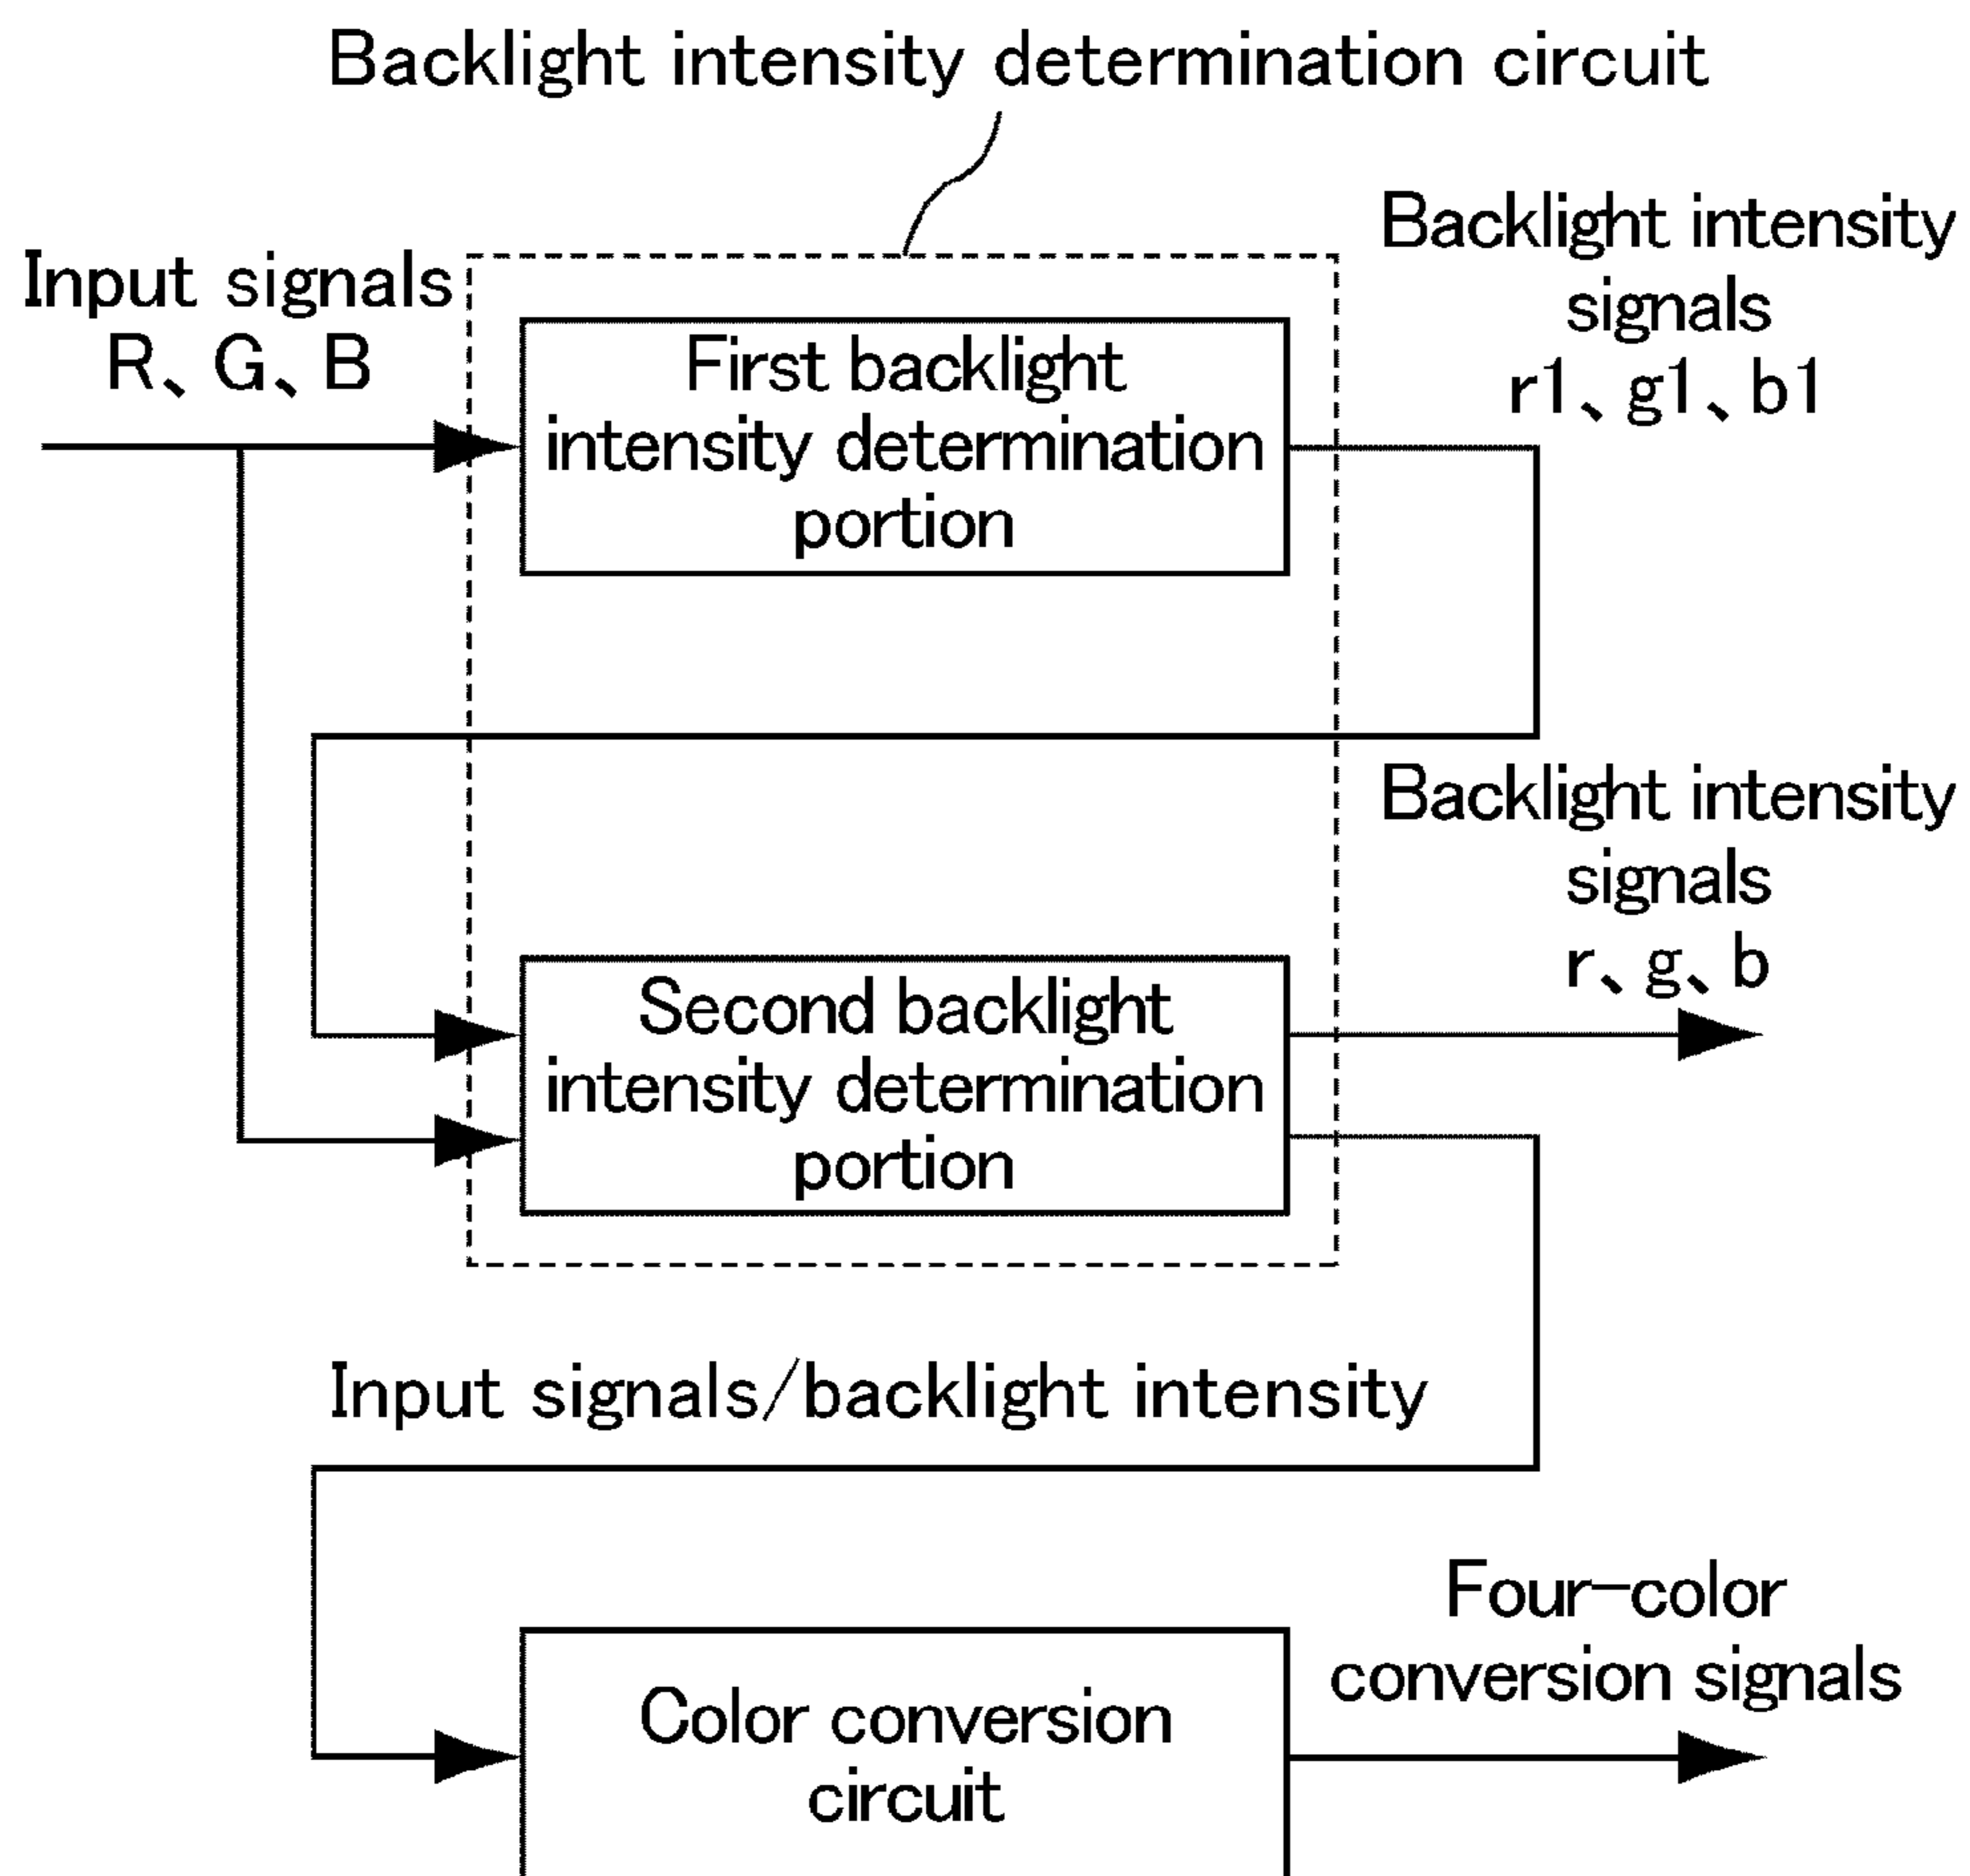 Backlight intensity determination circuit
Input signals
R、G、B
First backlight
intensity determination
portion
Backlight intensity
signals
r1、g1、b1
Second backlight
intensity determination
portion
Backlight intensity
signals
r、g、b
Input signals/backlight intensity
Color conversion
circuit
Four-color
conversion signals